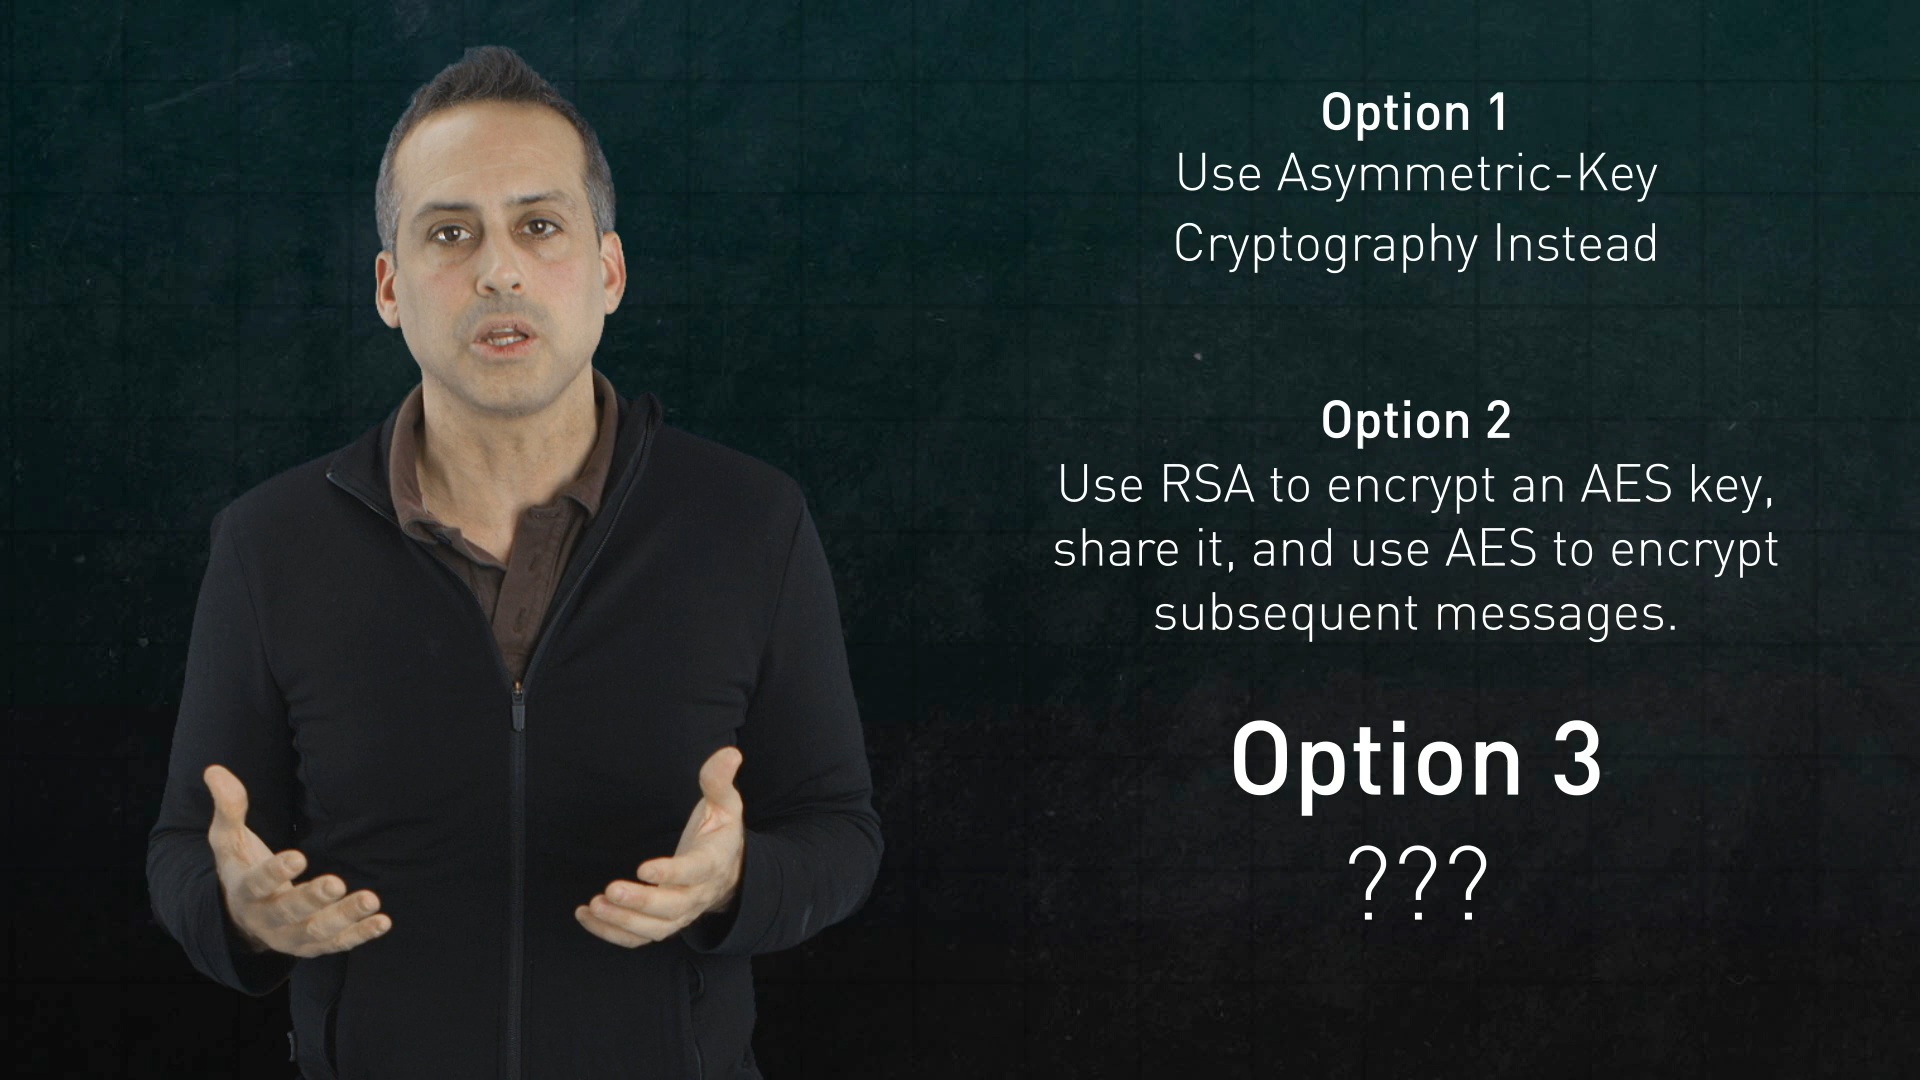 Option 1
Use Asymmetric-Key
Cryptography Instead
Option 2
Use RSA to encrypt an AES key,
share it, and use AES to encrypt
subsequent messages.
Option 3
???